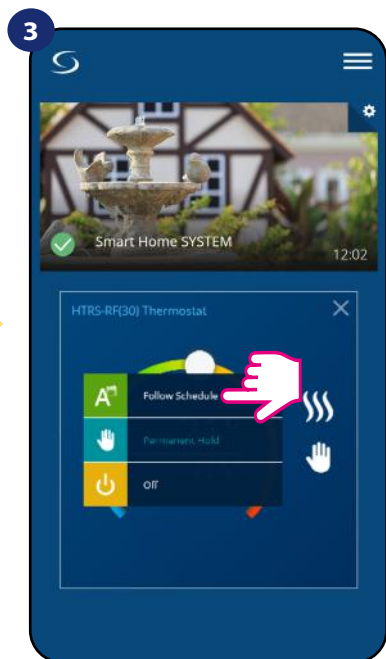 3
Smart Home SYSTEM
12:02
HTRS-RF(30) Thermostat
A
Follow Schedule
Permanent Hold
Off